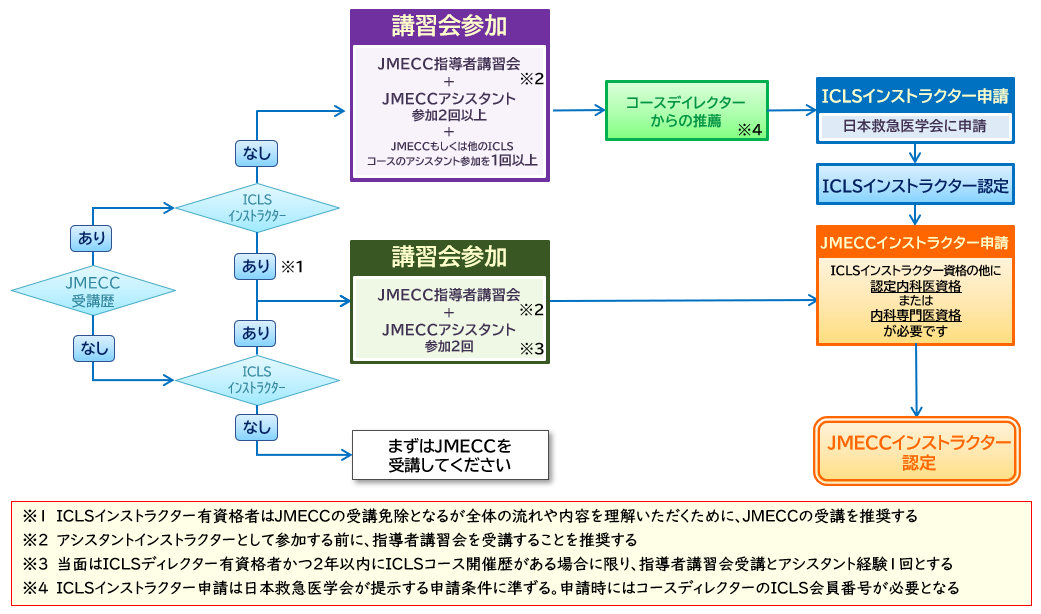 JMECC
受講歴
あり
なし
ICLS
インストラクター
なし
あり
※1
あり
ICLS
インストラクター
なし
講習会参加
JMECC指導者講習会
※2
+
JMECCアシスタント
参加2回以上
+
JMECCもしくは他のICLS
コースのアシスタント参加を1回以上
講習会参加
JMECC指導者講習会
※2
+
JMECCアシスタント
参加2回
※3
まずはJMECCを
受講してください
コースデイレクター
からの推薦
※4
ICLSインストラクター申請
日本救急医学会に申請
ICLSインストラクター認定
JMECCインストラクター申請
ICLSインストラクター資格の他に
認定内科医資格
または
内科専門医資格
が必要です
JMECCインストラクター
認定
※1 ICLSインストラクター有資格者はJMECCの受講免除となるが全体の流れや内容を理解いただくために、JMECCの受講を推奨する
※2 アシスタントインストラクターとして参加する前に、指導者講習会を受講することを推奨する
※3 当面はICLSディレクター有資格者かつ2年以内にICLSコース開催歴がある場合に限り、指導者講習会受講とアシスタント経験1回とする
※4 ICLSインストラクター申請は日本救急医学会が提示する申請条件に準ずる。申請時にはコースディレクターのICLS会員番号が必要となる